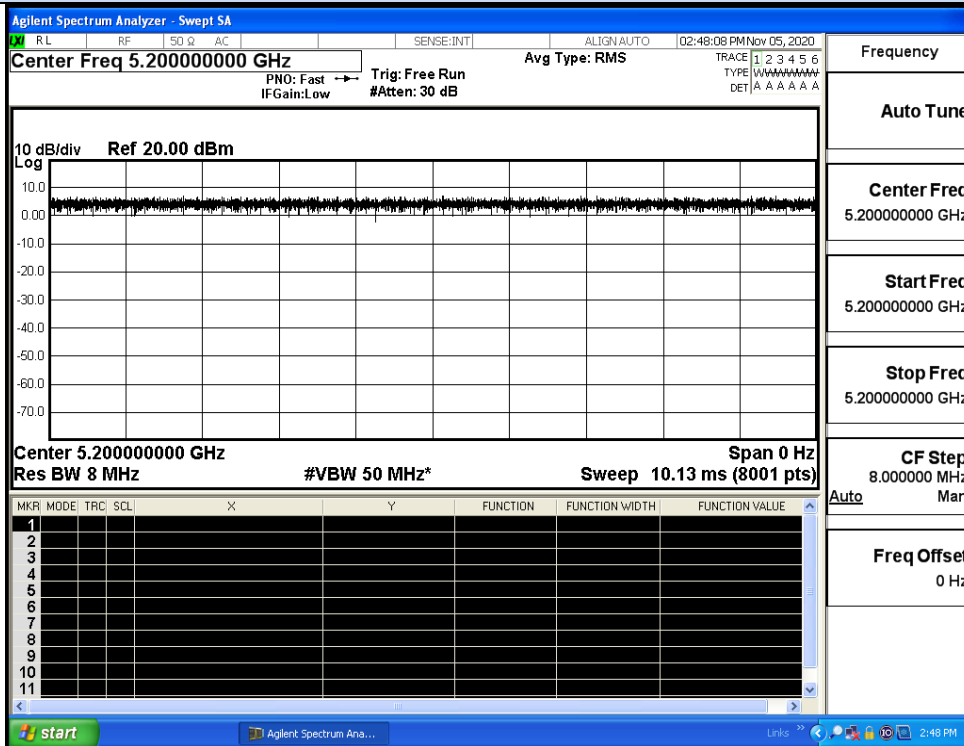 Agilent Spectrum Analyzer - Swept SA
LXI RL RF 50 Ω AC SENSE:INT ALIGN AUTO 02:48:08 PM Nov 05, 2020
Center Freq 5.200000000 GHz
PNO: Fast
IFGain:Low
Trig: Free Run
#Atten: 30 dB
Avg Type: RMS
TRACE 1 2 3 4 5 6
TYPE WWWWWW
DET A A A A A A
10 dB/div Ref 20.00 dBm
Log
10.0
0.00
-10.0
-20.0
-30.0
-40.0
-50.0
-60.0
-70.0
Center 5.200000000 GHz Span 0 Hz
Res BW 8 MHz #VBW 50 MHz* Sweep 10.13 ms (8001 pts)
MKR MODE TRC SCL X Y FUNCTION FUNCTION WIDTH FUNCTION VALUE
1
2
3
4
5
6
7
8
9
10
11
Frequency
Auto Tune
Center Freq
5.200000000 GHz
Start Freq
5.200000000 GHz
Stop Freq
5.200000000 GHz
CF Step
8.000000 MHz
Auto Man
Freq Offset
0 Hz
start Agilent Spectrum Ana... Links 2:48 PM